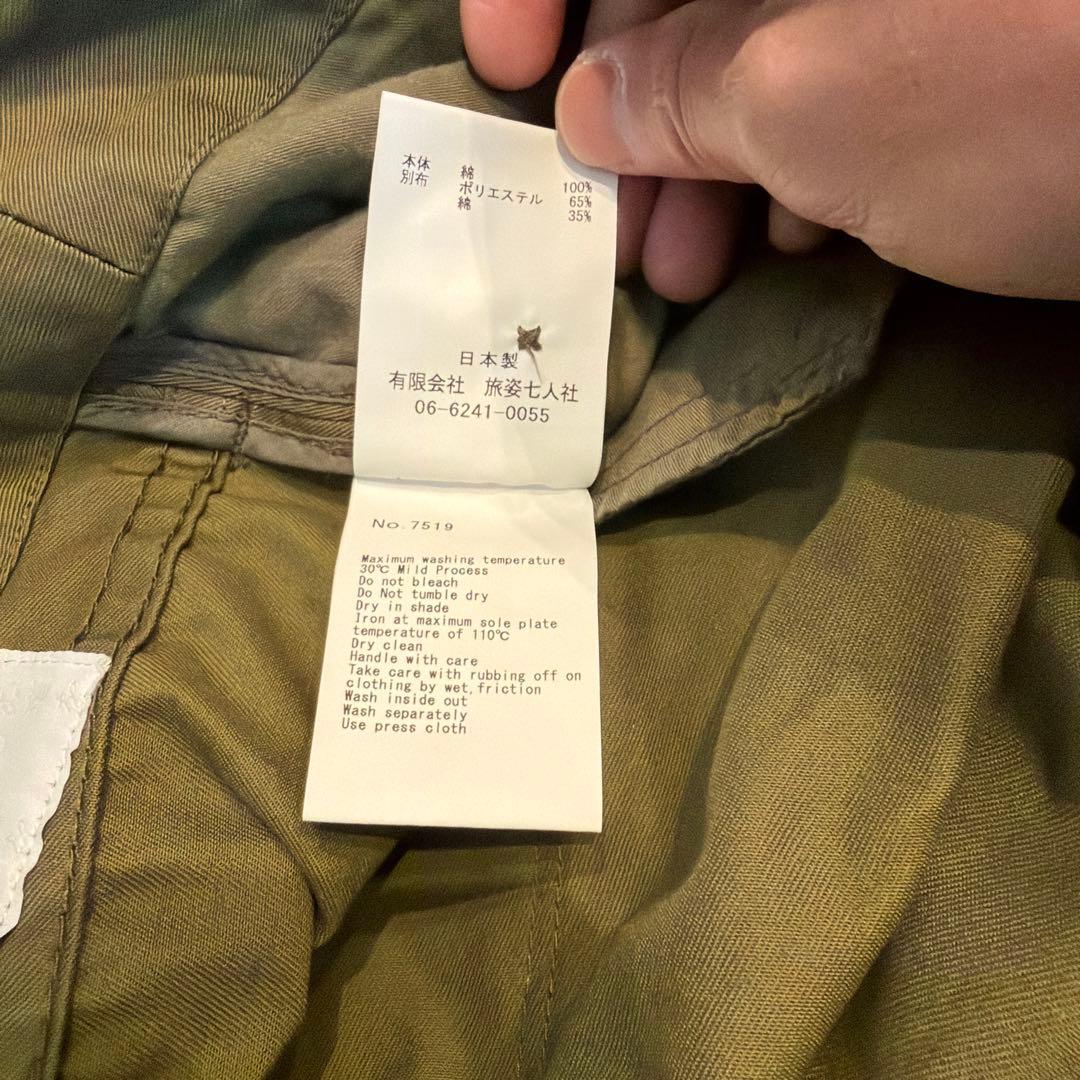 本体 綿 100%
別布 ポリエステル 65%
綿 35%
日本製
有限会社 旅姿七人社
06-6241-0055
No.7519
Maximum washing temperature
30℃ Mild Process
Do not bleach
Do Not tumble dry
Dry in shade
Iron at maximum sole plate
temperature of 110℃
Dry clean
Handle with care
Take care with rubbing off on
clothing by wet,friction
Wash inside out
Wash separately
Use press cloth